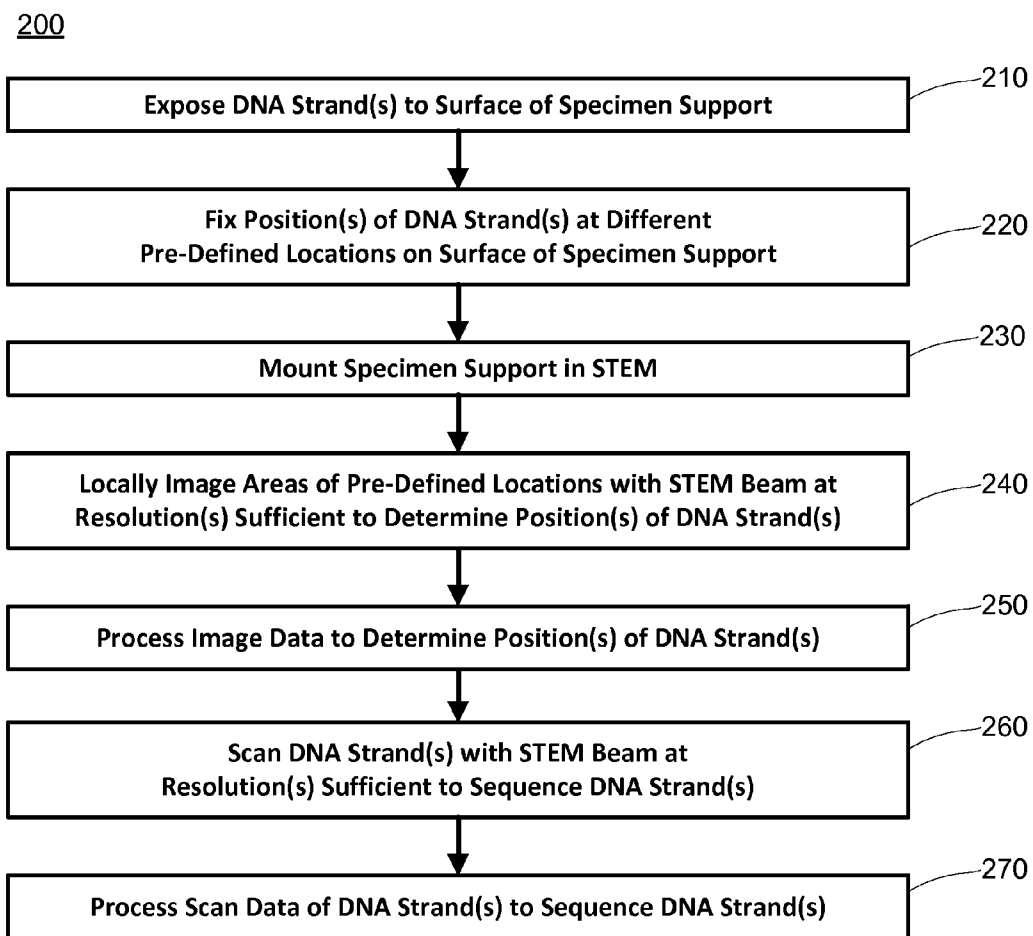 200
210
Expose DNA Strand(s) to Surface of Specimen Support
Fix Position(s) of DNA Strand(s) at Different
Pre-Defined Locations on Surface of Specimen Support
220
230
Mount Specimen Support in STEM
Locally Image Areas of Pre-Defined Locations with STEM Beam at
Resolution(s) Sufficient to Determine Position(s) of DNA Strand(s)
240
250
Process Image Data to Determine Position(s) of DNA Strand(s)
260
Scan DNA Strand(s) with STEM Beam at
Resolution(s) Sufficient to Sequence DNA Strand(s)
270
Process Scan Data of DNA Strand(s) to Sequence DNA Strand(s)